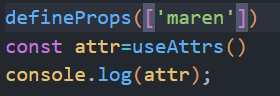 defineProps(['maren'])
const attr=useAttrs()
console.log(attr);